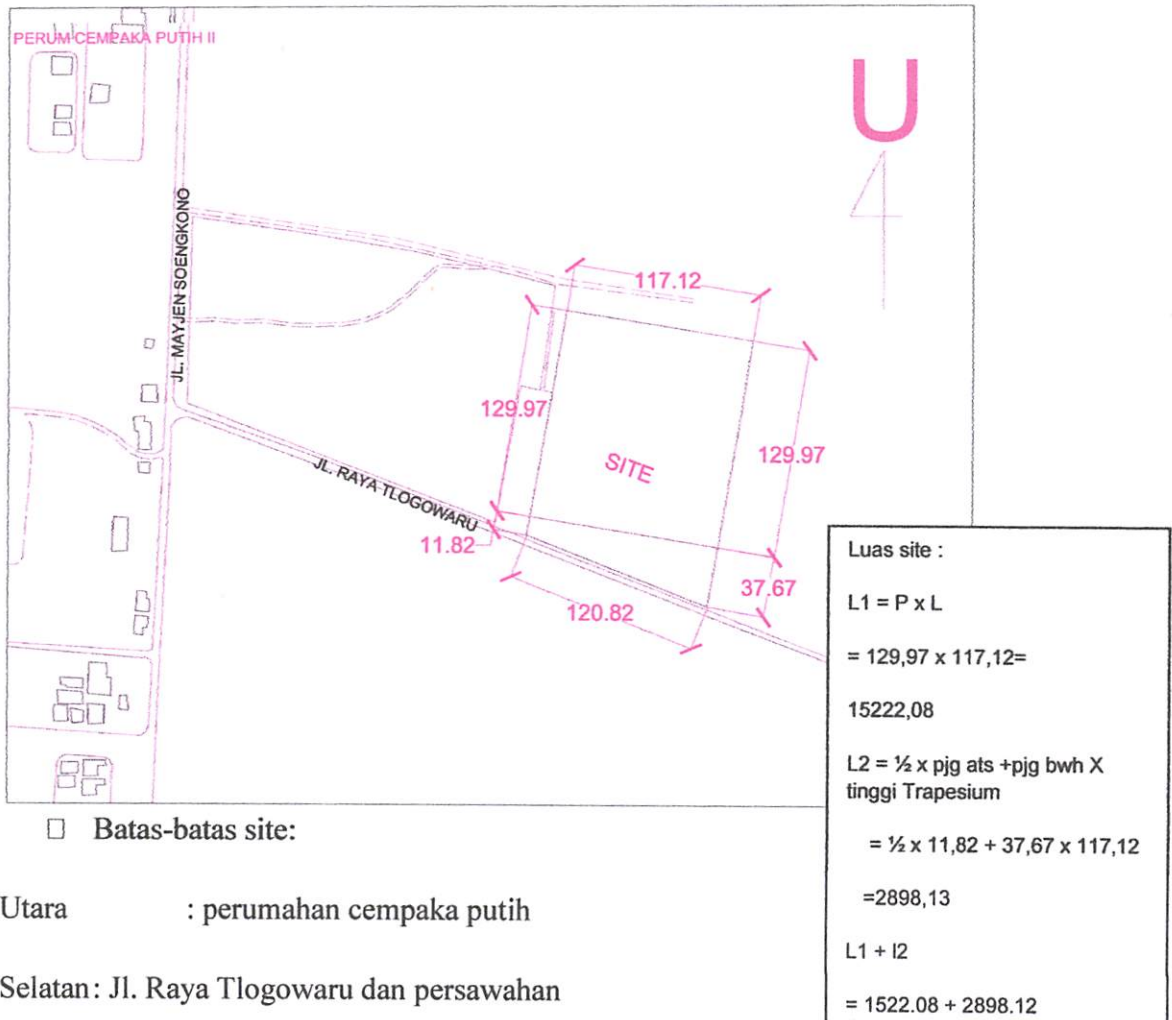 PERUM CEMPAKA PUTIH II
U
JL. MAYJEN SOENGKONO
117.12
129.97
129.97
SITE
JL. RAYA TLOGOWARU
11.82
37.67
120.82
Luas site :
L1 = P x L
= 129,97 x 117,12=
15222,08
L2 = ½ x pjg ats +pjg bwh X
tinggi Trapesium
= ½ x 11,82 + 37,67 x 117,12
=2898,13
L1 + l2
= 1522.08 + 2898.12
Batas-batas site:
Utara : perumahan cempaka putih
Selatan: Jl. Raya Tlogowaru dan persawahan